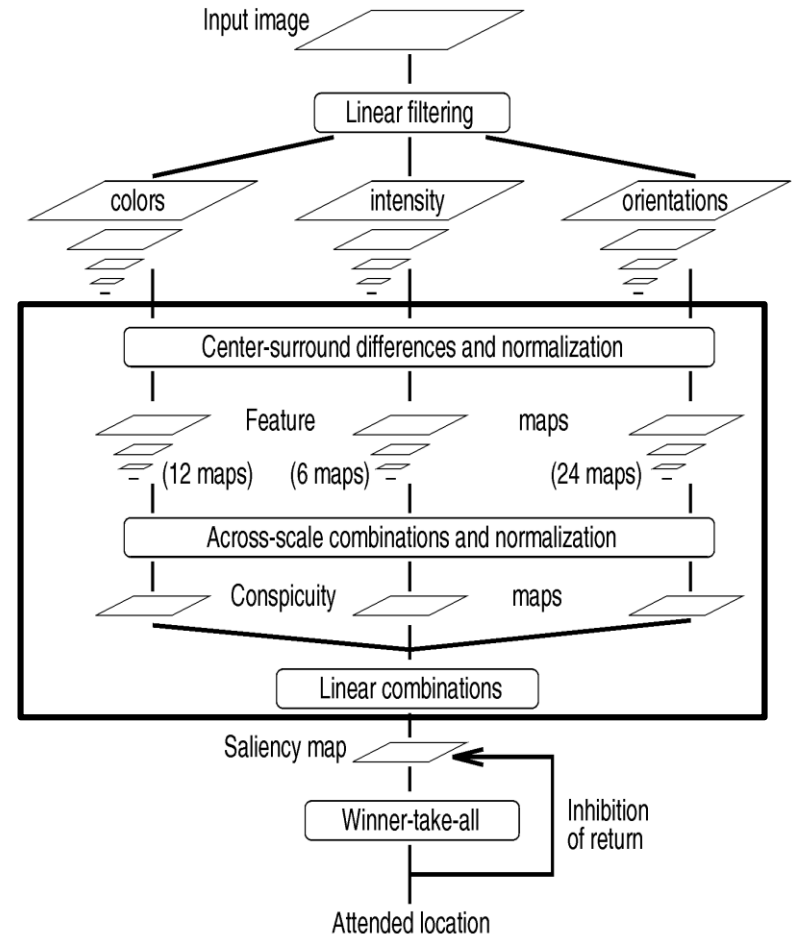 Input image
Linear filtering
colors intensity orientations
Center-surround differences and normalization
Feature maps
(12 maps) (6 maps) (24 maps)
Across-scale combinations and normalization
Conspicuity maps
Linear combinations
Saliency map
Winner-take-all
Inhibition
of return
Attended location